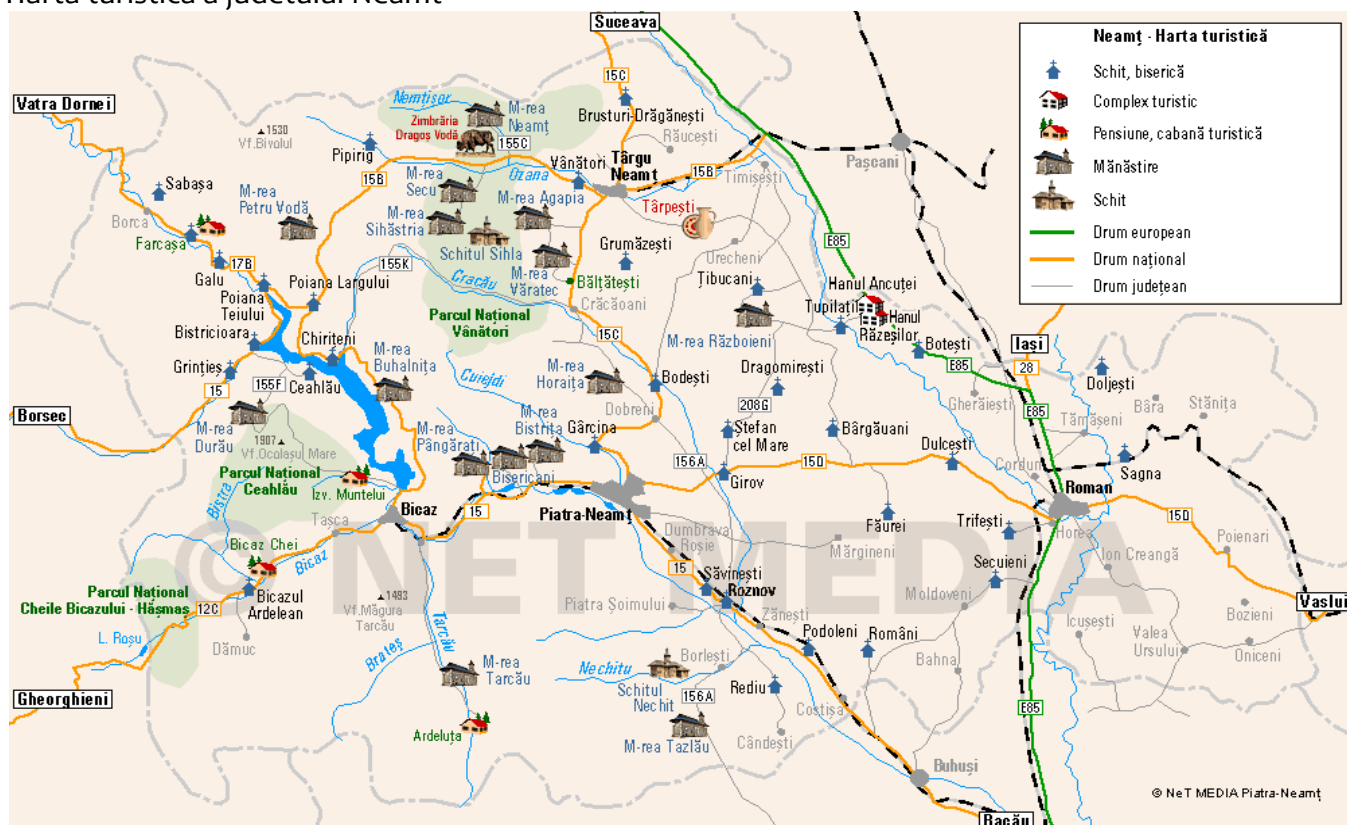 Harta turistică a județului Neamț
Suceava
Neamț - Harta turistică
Schit, biserică
Complex turistic
Pensiune, cabană turistică
Mănăstire
Schit
Drum european
Drum național
Drum județean
Vatra Dornei
15C
Nemțișor
M-rea
Neamț
Zimbrăria
Dragoș Vodă
155C
Brusturi-Drăgănești
Răucești
1530
Vf.Bivolul
Pipirig
Pașcani
Ozana
Vânători
Târgu
Neamț
15B
Timișești
15B
Sabașa
Borca
Farcașa
M-rea
Petru Vodă
M-rea
Secu
M-rea
Sihăstria
M-rea Agapia
Schitul Sihla
M-rea
Văratec
Târpești
Grumăzești
Urecheni
E85
Galu
17B
155K
Cracău
Bălțătești
Țibucani
Hanul Ancuței
Poiana
Teiului
Poiana Largului
Crăcăoani
Tupilați
Hanul
Răzeșilor
Parcul Național
Vânători
15C
M-rea Războieni
Botești
Iași
Bistricioara
Chiriteni
M-rea
Buhalnița
Cuiejdi
M-rea
Horaița
Bodești
Dragomirești
E85
28
Doljești
Grințieș
15
155F
Ceahlău
Gherăiești
Bâra
Stănița
Borsec
M-rea
Durău
Dobreni
208G
E85
Tămășeni
M-rea
Pângărati
M-rea
Bistrița
Gârcina
Ștefan
cel Mare
Bârgăuani
Dulcești
1907
Vf.Ocolașu Mare
156A
Girov
15D
Cordun
Sagna
Parcul Național
Ceahlău
Bistra
Izv. Muntelui
Bisericani
Roman
Bicaz
15
Piatra-Neamț
15D
Tașca
Dumbrava
Roșie
Făurei
Mărgineni
Trifești
Horea
Poienari
© NET MEDIA
Bicaz Chei
Bicaz
Ion Creangă
Săvinești
15
Roznov
Secuieni
Parcul Național
Cheile Bicazului - Hășmaș
12C
Bicazul
Ardelean
1493
Vf.Măgura
Tarcău
Piatra Șoimului
Zănești
Moldoveni
Vaslui
Bozieni
Icușești
L. Roșu
Dămuc
Brateș
Tarcău
Podoleni
Români
Valea
Ursului
Oniceni
M-rea
Tarcău
Nechitu
Borlești
Bahna
Gheorghieni
Schitul
Nechit
156A
Rediu
Costișa
E85
Ardeluța
M-rea Tazlău
Cândești
Buhuși
© NeT MEDIA Piatra-Neamț
Bacău